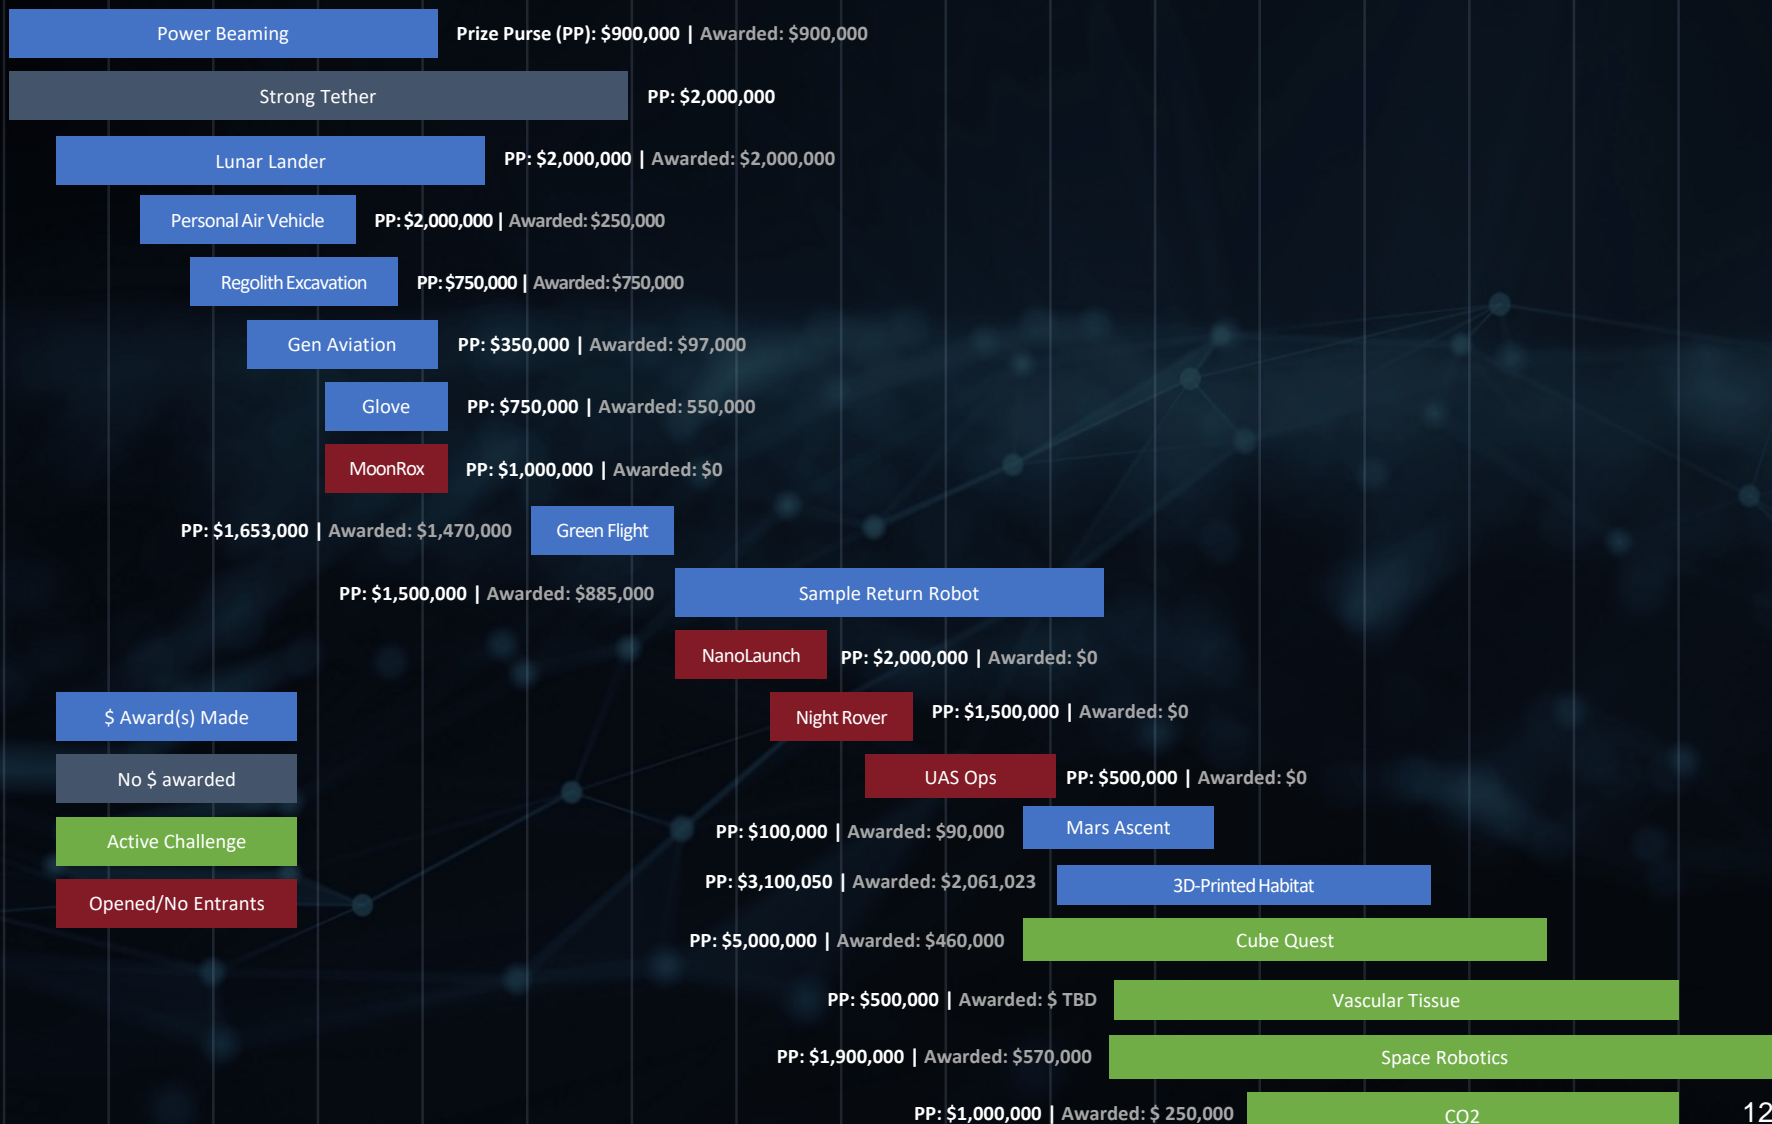 Power Beaming Prize Purse (PP): $900,000 | Awarded: $900,000
Strong Tether PP: $2,000,000
Lunar Lander PP: $2,000,000 | Awarded: $2,000,000
Personal Air Vehicle PP: $2,000,000 | Awarded: $250,000
Regolith Excavation PP: $750,000 | Awarded: $750,000
Gen Aviation PP: $350,000 | Awarded: $97,000
Glove PP: $750,000 | Awarded: 550,000
MoonRox PP: $1,000,000 | Awarded: $0
PP: $1,653,000 | Awarded: $1,470,000 Green Flight
PP: $1,500,000 | Awarded: $885,000 Sample Return Robot
NanoLaunch PP: $2,000,000 | Awarded: $0
Night Rover PP: $1,500,000 | Awarded: $0
UAS Ops PP: $500,000 | Awarded: $0
PP: $100,000 | Awarded: $90,000 Mars Ascent
PP: $3,100,050 | Awarded: $2,061,023 3D-Printed Habitat
PP: $5,000,000 | Awarded: $460,000 Cube Quest
PP: $500,000 | Awarded: $ TBD Vascular Tissue
PP: $1,900,000 | Awarded: $570,000 Space Robotics
PP: $1,000,000 | Awarded: $ 250,000 CO2
$ Award(s) Made
No $ awarded
Active Challenge
Opened/No Entrants
12